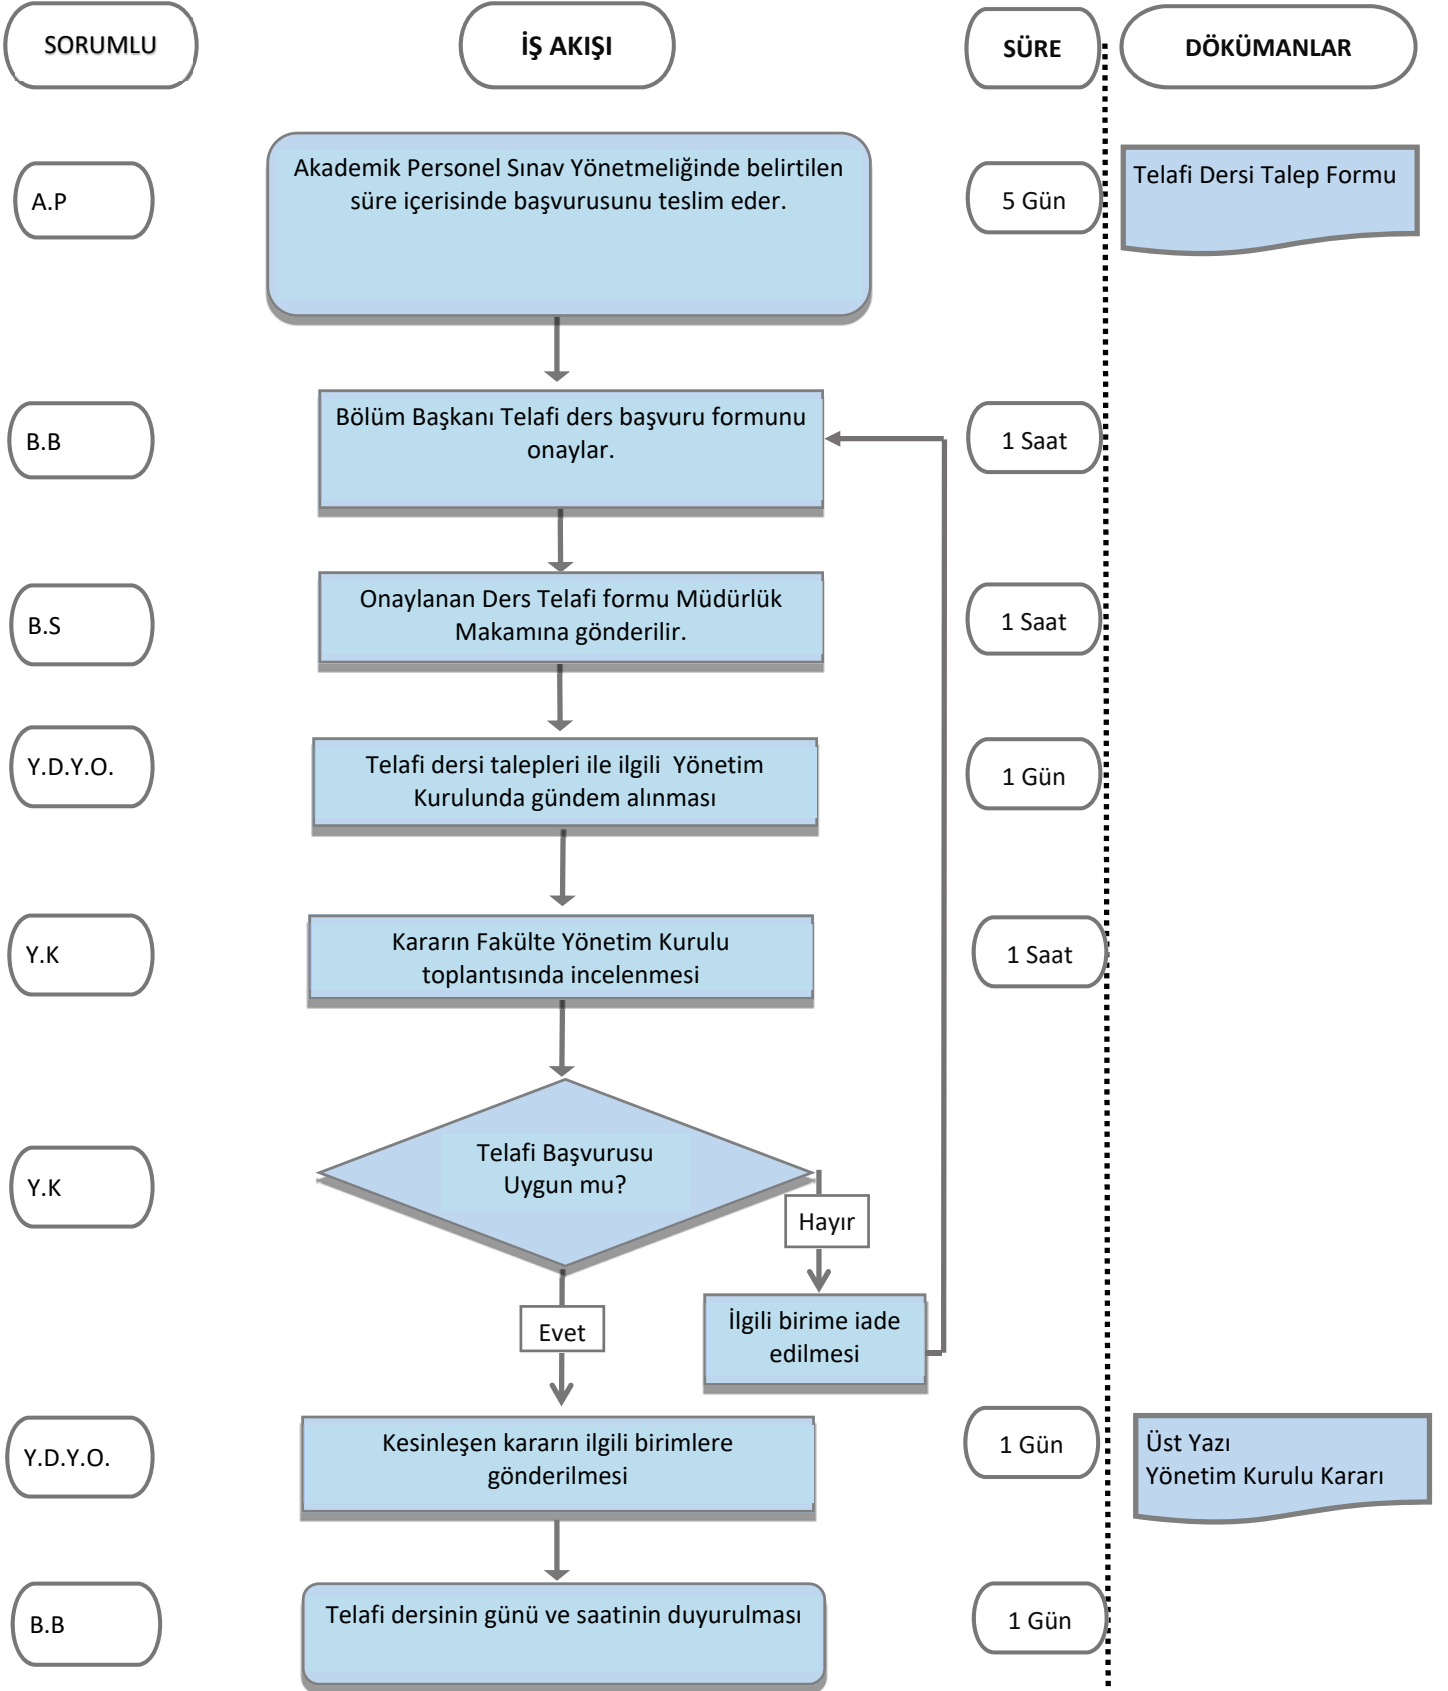 SORUMLU
İŞ AKIŞI
SÜRE
DÖKÜMANLAR
A.P
Akademik Personel Sınav Yönetmeliğinde belirtilen
süre içerisinde başvurusunu teslim eder.
5 Gün
Telafi Dersi Talep Formu
B.B
Bölüm Başkanı Telafi ders başvuru formunu
onaylar.
1 Saat
B.S
Onaylanan Ders Telafi formu Müdürlük
Makamına gönderilir.
1 Saat
Y.D.Y.O.
Telafi dersi talepleri ile ilgili  Yönetim
Kurulunda gündem alınması
1 Gün
Y.K
Kararın Fakülte Yönetim Kurulu
toplantısında incelenmesi
1 Saat
Y.K
Telafi Başvurusu
Uygun mu?
Hayır
İlgili birime iade
edilmesi
Evet
Y.D.Y.O.
Kesinleşen kararın ilgili birimlere
gönderilmesi
1 Gün
Üst Yazı
Yönetim Kurulu Kararı
B.B
Telafi dersinin günü ve saatinin duyurulması
1 Gün